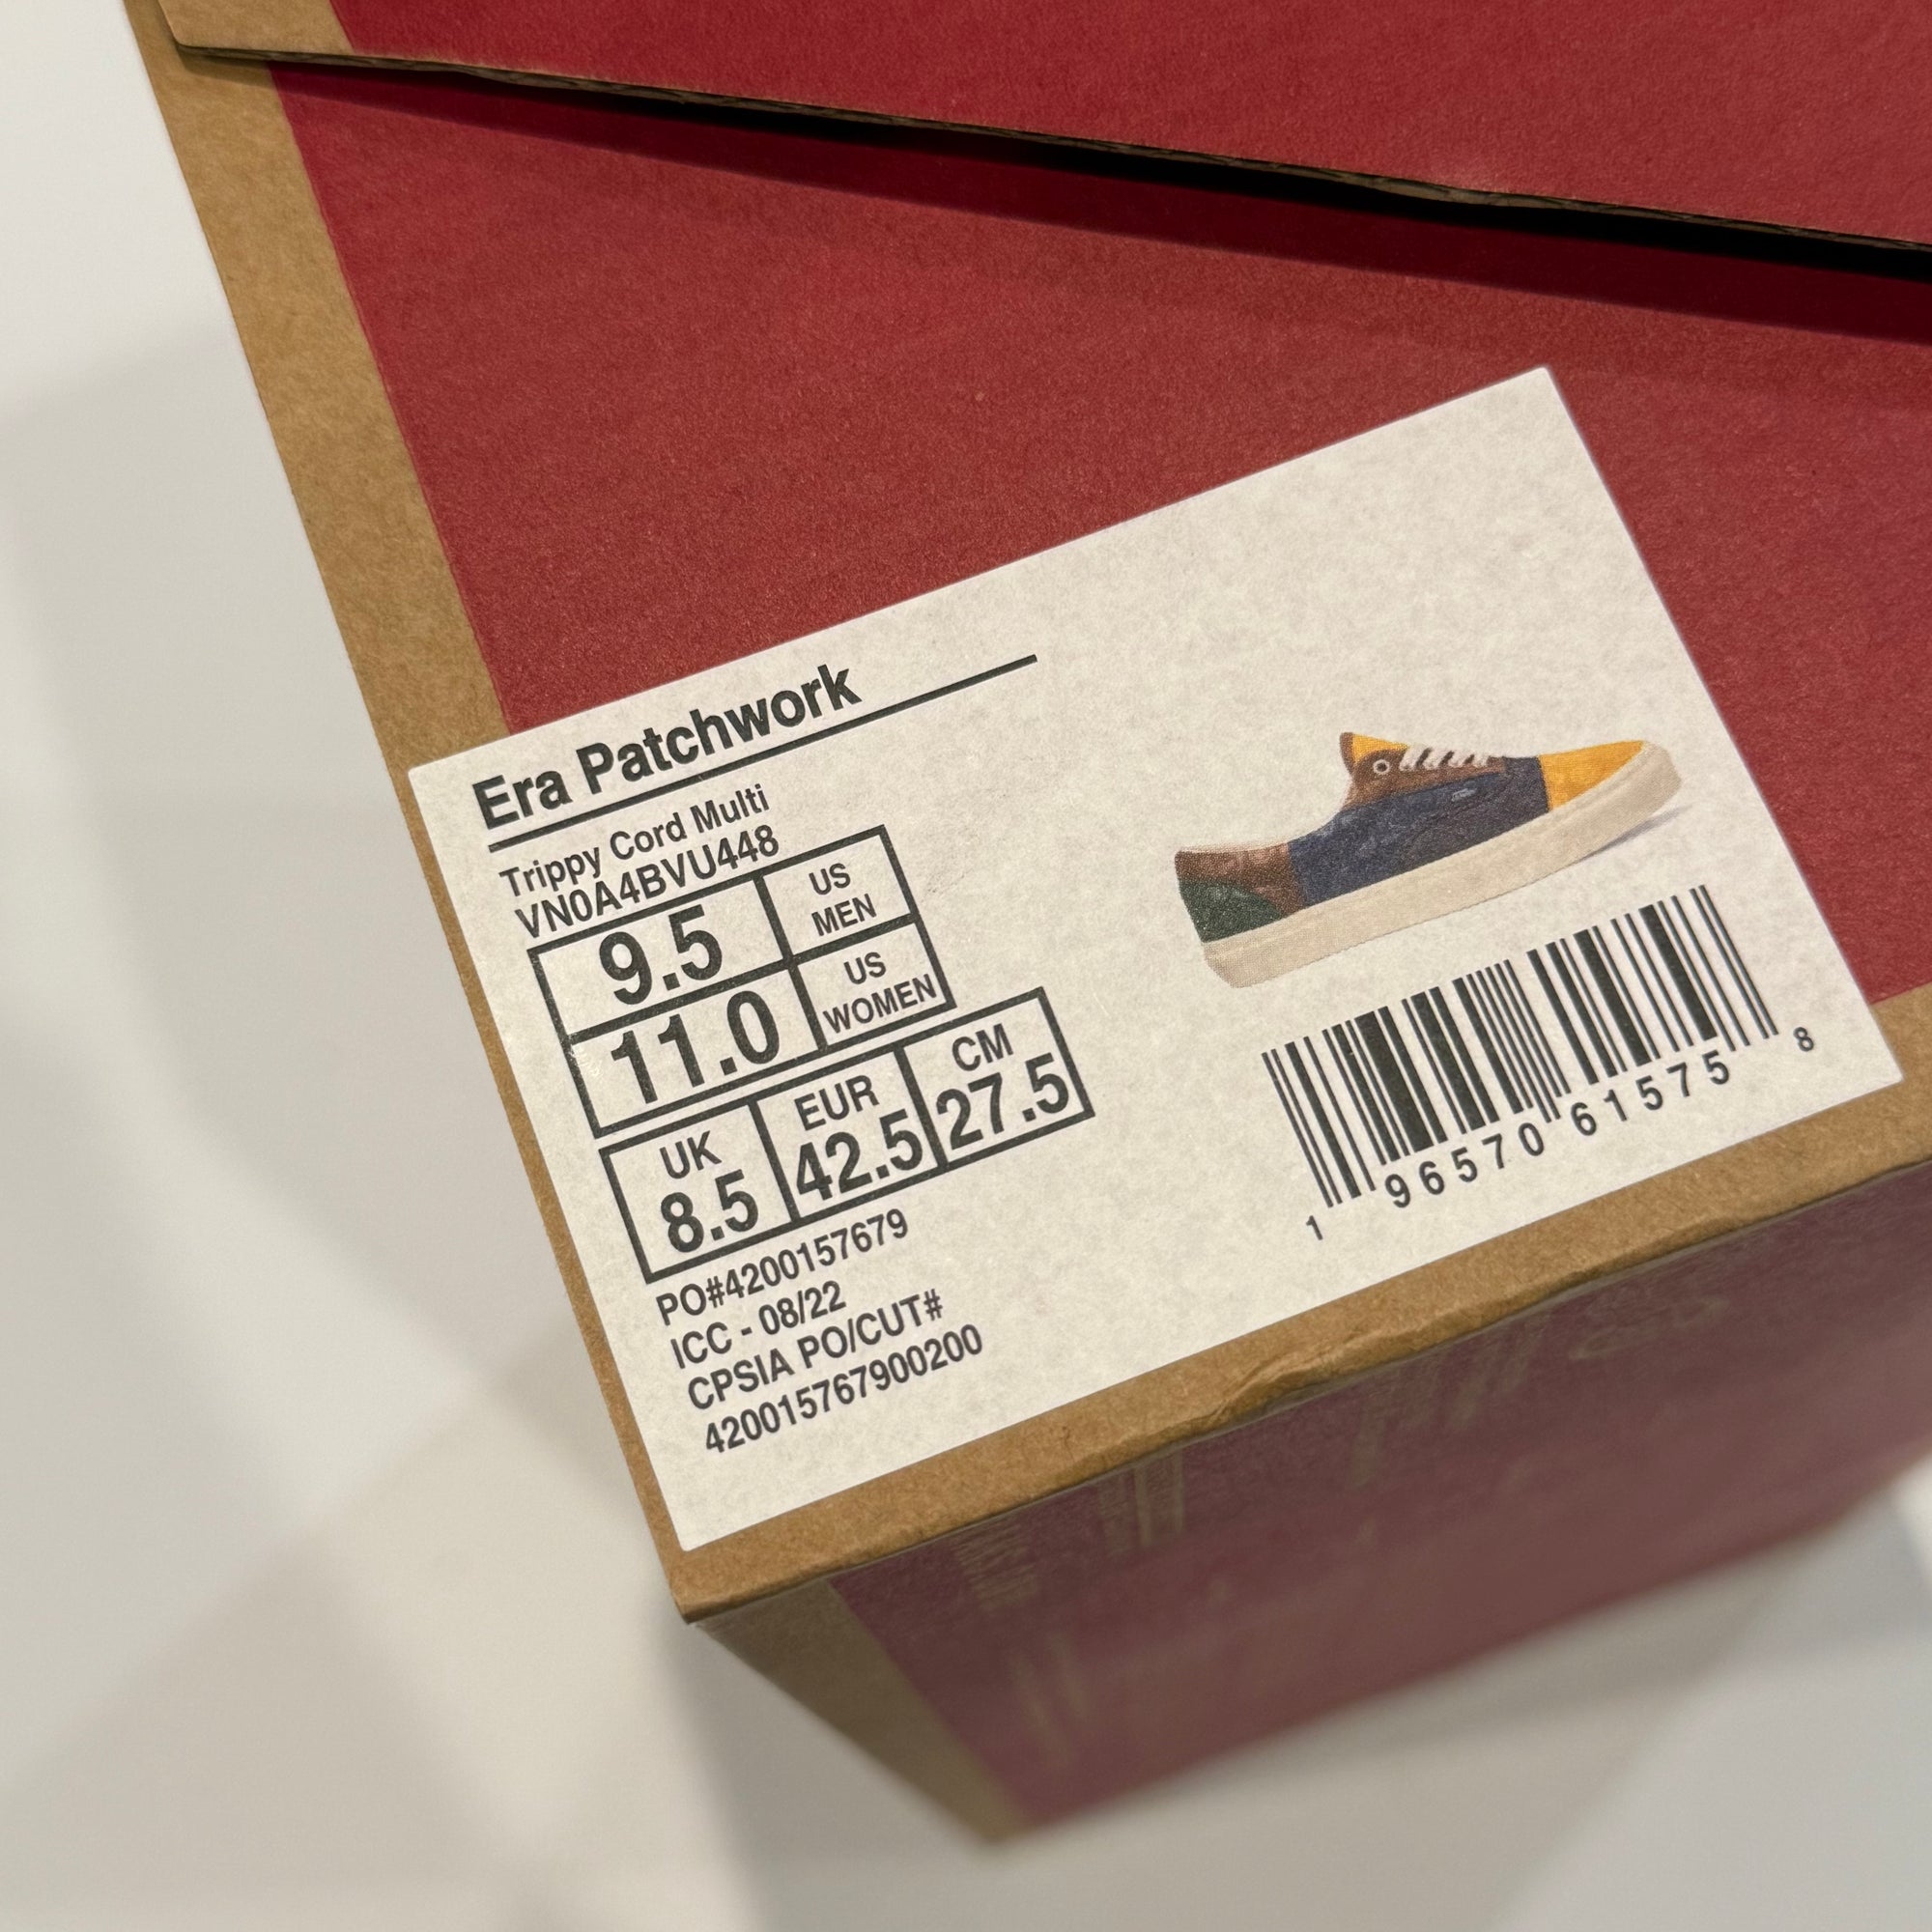 Era Patchwork
Trippy Cord Multi
VN0A4BVU448
9.5 US MEN
11.0 US WOMEN
UK EUR CM
8.5 42.5 27.5
PO#4200157679
ICC - 08/22
CPSIA PO/CUT#
420015767900200
1 96570 61575 8